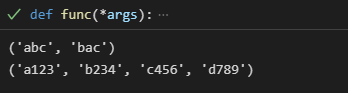 def func(*args): ···
('abc', 'bac')
('a123', 'b234', 'c456', 'd789')